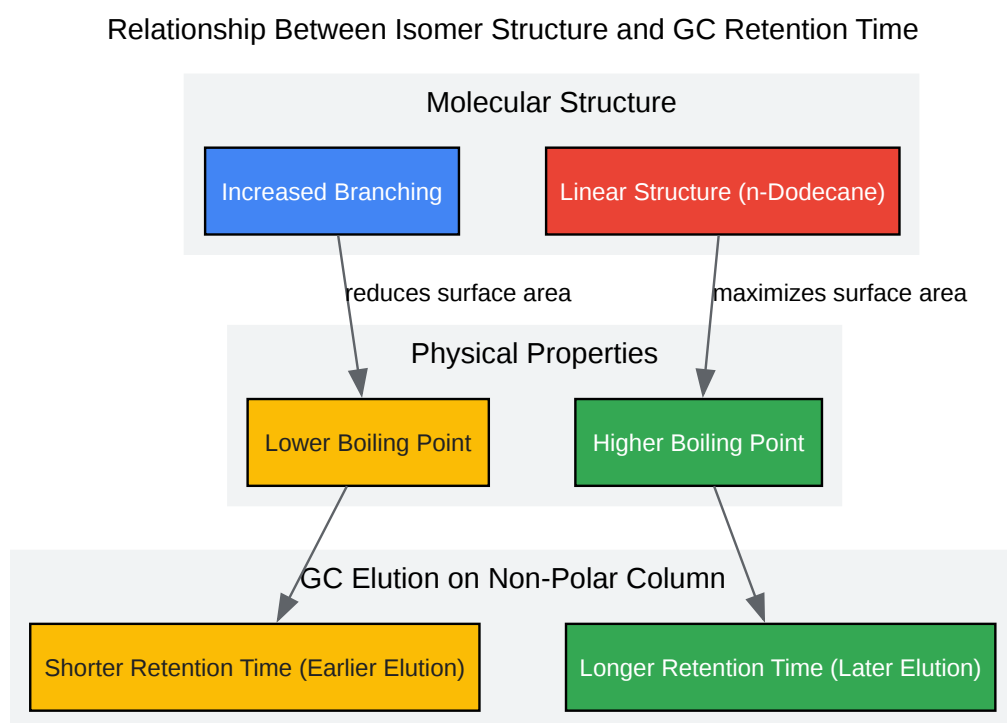 Relationship Between Isomer Structure and GC Retention Time
Molecular Structure
Increased Branching
Linear Structure (n-Dodecane)
reduces surface area
maximizes surface area
Physical Properties
Lower Boiling Point
Higher Boiling Point
GC Elution on Non-Polar Column
Shorter Retention Time (Earlier Elution)
Longer Retention Time (Later Elution)